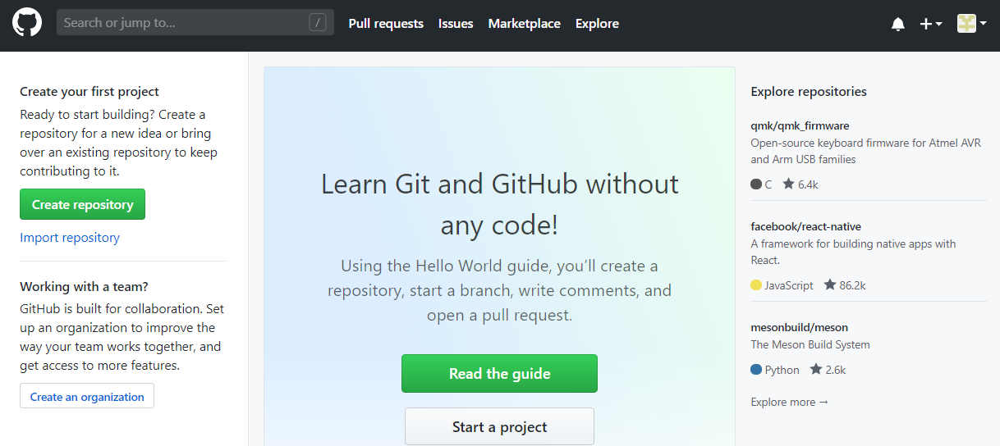 Search or jump to...
/
Pull requests
Issues
Marketplace
Explore
Create your first project
Ready to start building? Create a
repository for a new idea or bring
over an existing repository to keep
contributing to it.
Create repository
Import repository
Working with a team?
GitHub is built for collaboration. Set
up an organization to improve the
way your team works together, and
get access to more features.
Create an organization
Learn Git and GitHub without
any code!
Using the Hello World guide, you’ll create a
repository, start a branch, write comments, and
open a pull request.
Read the guide
Start a project
Explore repositories
qmk/qmk_firmware
Open-source keyboard firmware for Atmel AVR
and Arm USB families
C 6.4k
facebook/react-native
A framework for building native apps with
React.
JavaScript 86.2k
mesonbuild/meson
The Meson Build System
Python 2.6k
Explore more →